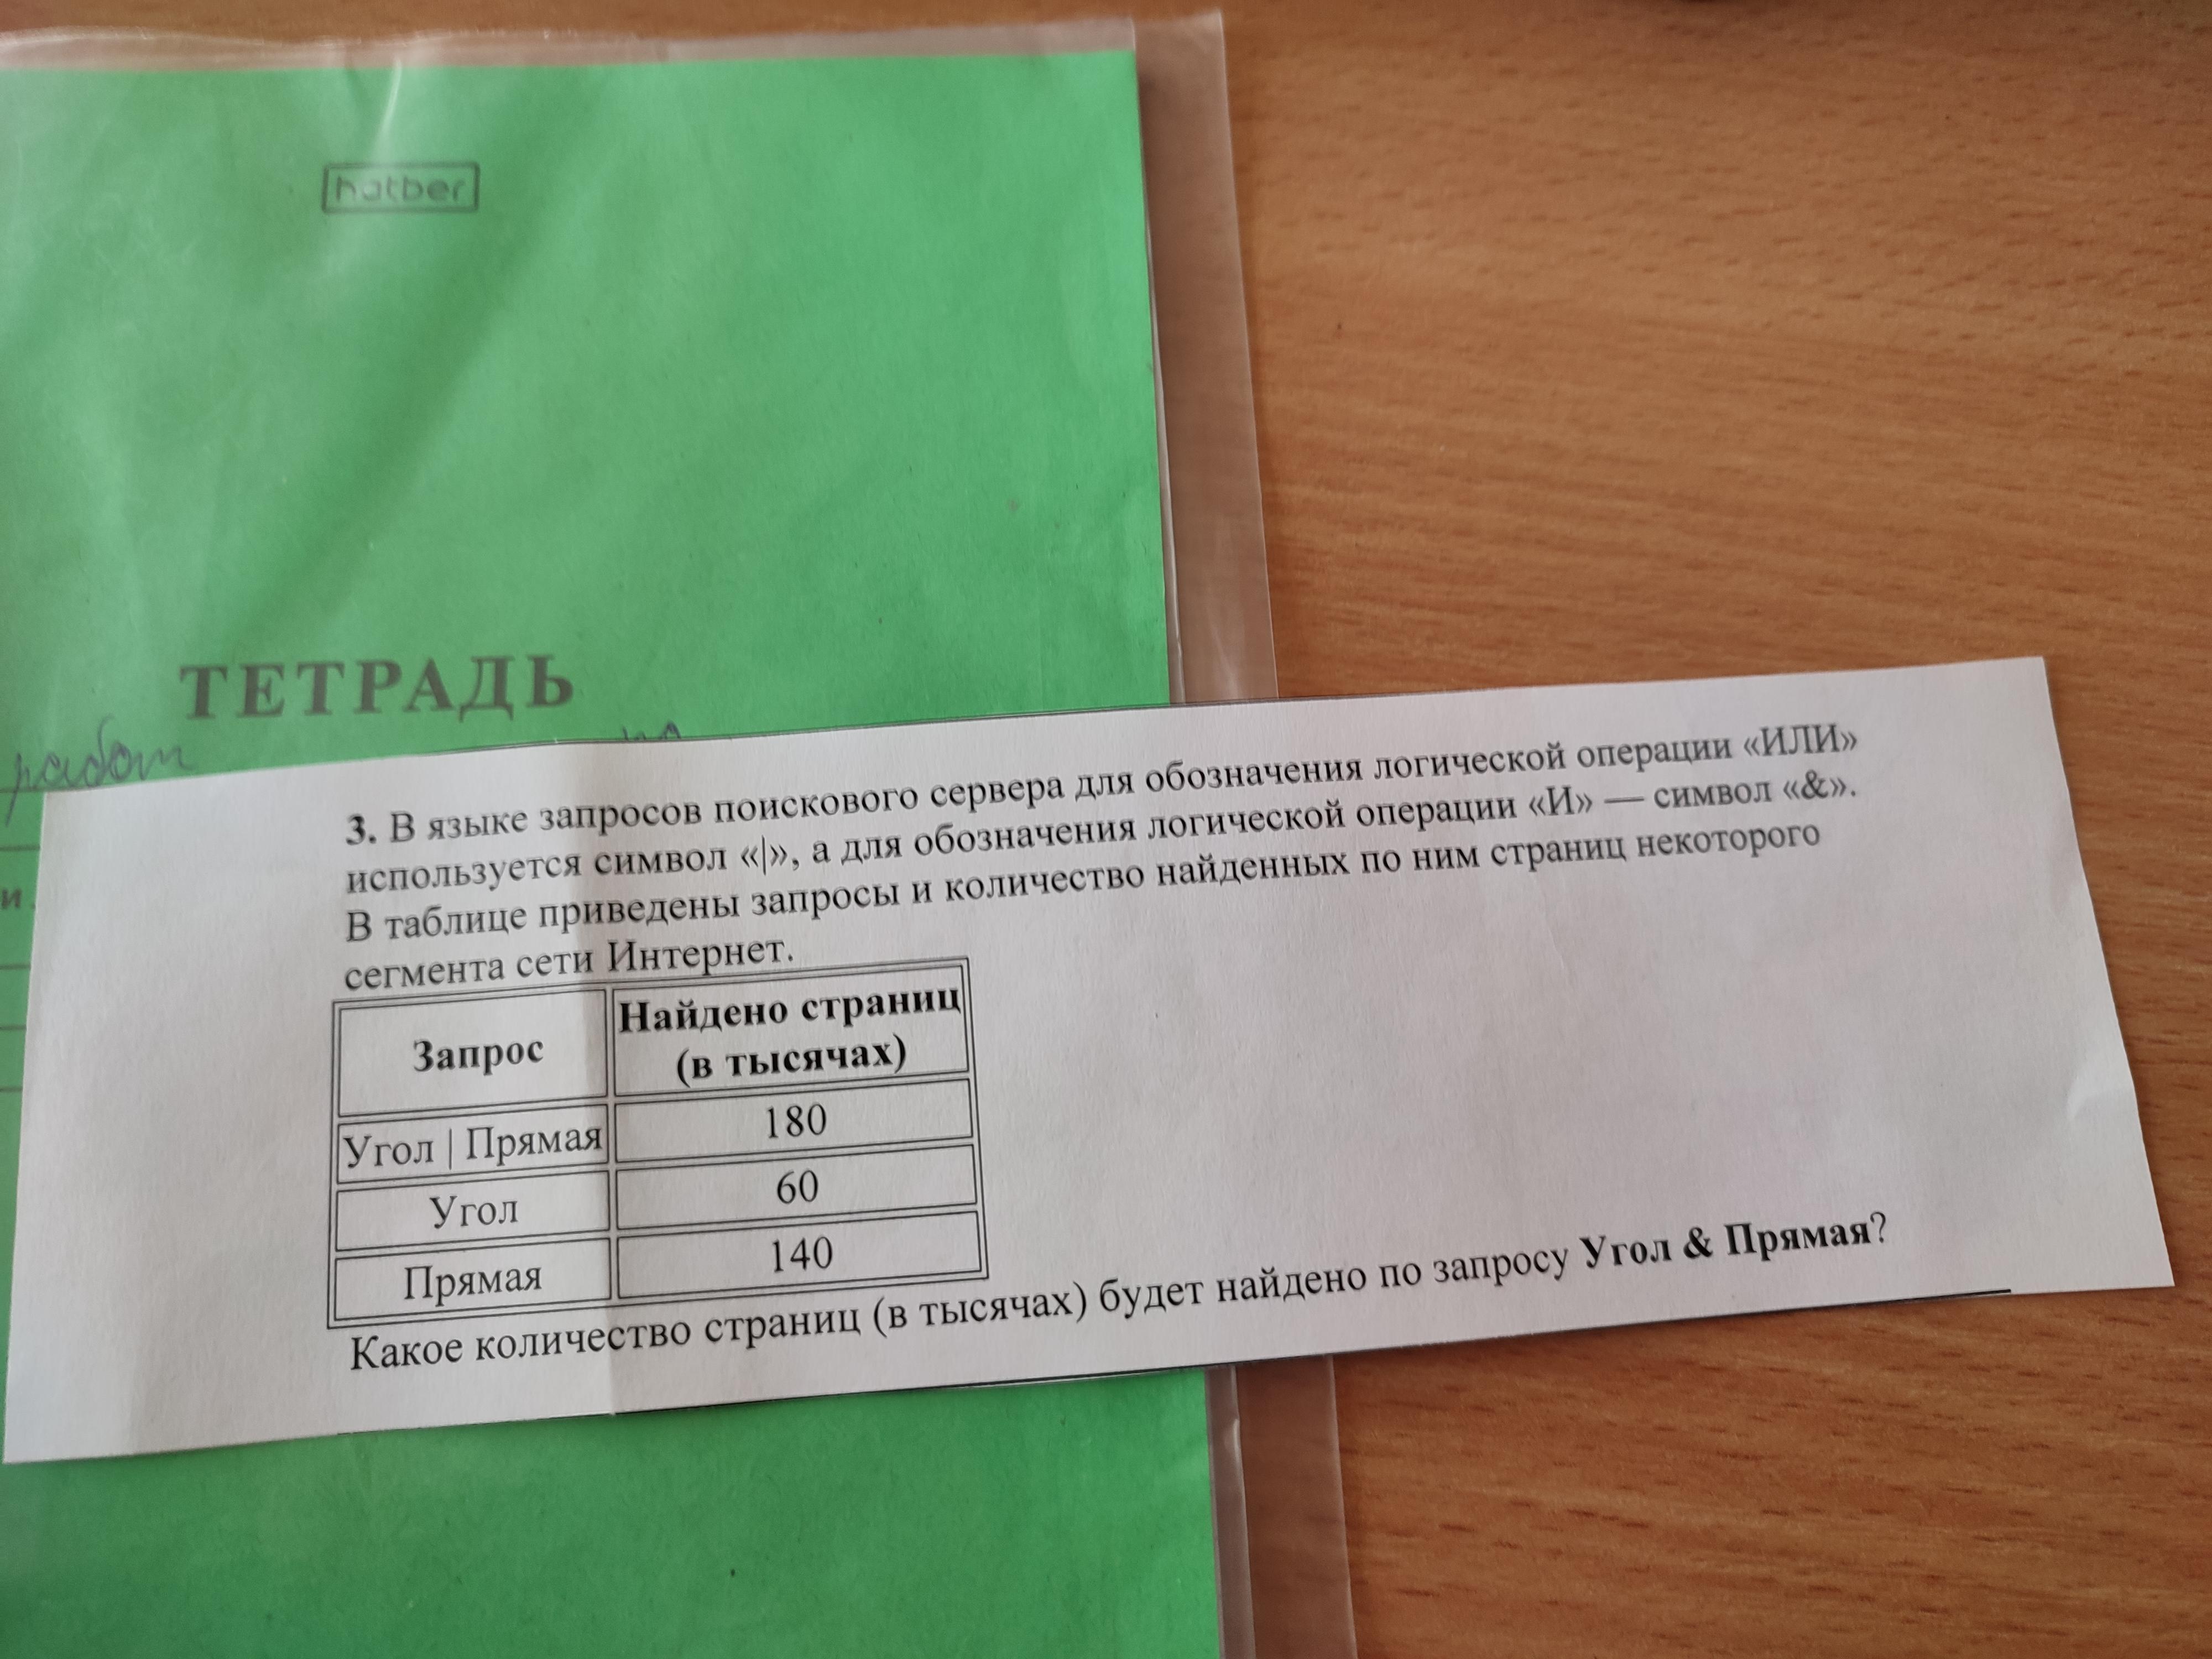 hatber
ТЕТРАДЬ
работ
и
3. В языке запросов поискового сервера для обозначения логической операции «ИЛИ»
используется символ «|», а для обозначения логической операции «И» — символ «&».
В таблице приведены запросы и количество найденных по ним страниц некоторого
сегмента сети Интернет.
Запрос Найдено страниц
(в тысячах)
Угол | Прямая 180
Угол 60
Прямая 140
Какое количество страниц (в тысячах) будет найдено по запросу Угол & Прямая?